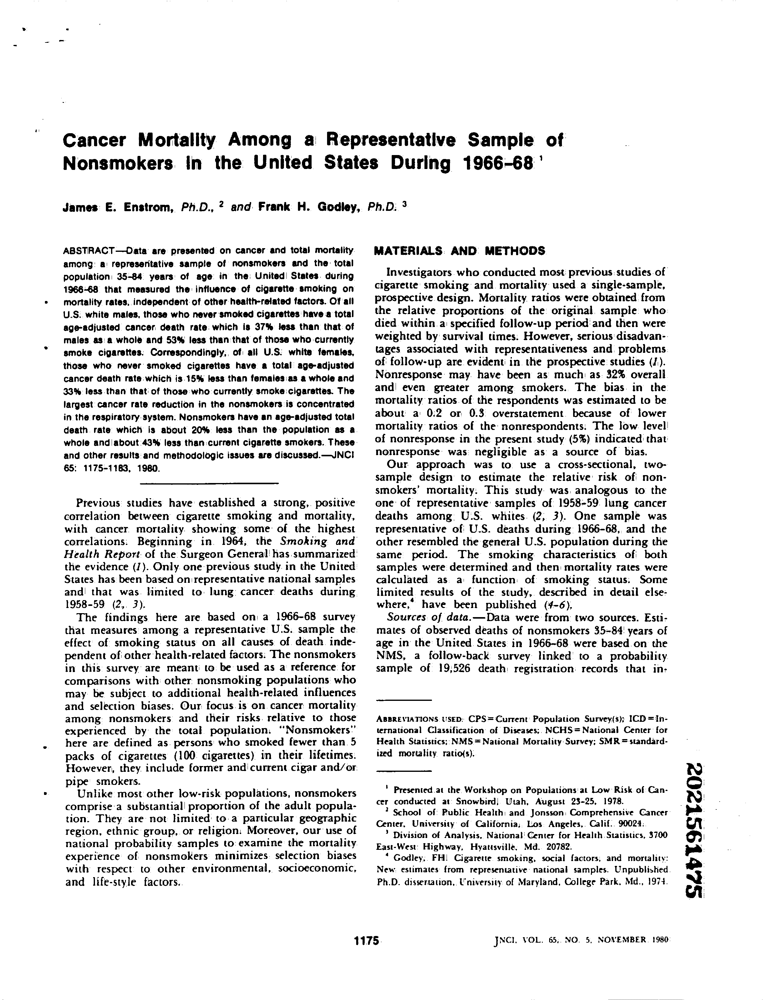 Cancer Mortality Among a Representative Sample of
Nonsmokers in the United States During 1966–68 ¹
James E. Enstrom, Ph.D., ² and Frank H. Godley, Ph.D. ³
ABSTRACT—Data are presented on cancer and total mortality
among a representative sample of nonsmokers and the total
population 35-84 years of age in the United States during
1966-68 that measured the influence of cigarette smoking on
mortality rates, independent of other health-related factors. Of all
U.S. white males, those who never smoked cigarettes have a total
age-adjusted cancer death rate which is 37% less than that of
males as a whole and 53% less than that of those who currently
smoke cigarettes. Correspondingly, of all U.S. white females,
those who never smoked cigarettes have a total age-adjusted
cancer death rate which is 15% less than females as a whole and
33% less than that of those who currently smoke cigarettes. The
largest cancer rate reduction in the nonsmokers is concentrated
in the respiratory system. Nonsmokers have an age-adjusted total
death rate which is about 20% less than the population as a
whole and about 43% less than current cigarette smokers. These
and other results and methodologic issues are discussed.—JNCI
65: 1175-1183, 1980.
Previous studies have established a strong, positive
correlation between cigarette smoking and mortality,
with cancer mortality showing some of the highest
correlations. Beginning in 1964, the Smoking and
Health Report of the Surgeon General has summarized
the evidence (1). Only one previous study in the United
States has been based on representative national samples
and that was limited to lung cancer deaths during
1958-59 (2, 3).
The findings here are based on a 1966-68 survey
that measures among a representative U.S. sample the
effect of smoking status on all causes of death inde-
pendent of other health-related factors. The nonsmokers
in this survey are meant to be used as a reference for
comparisons with other nonsmoking populations who
may be subject to additional health-related influences
and selection biases. Our focus is on cancer mortality
among nonsmokers and their risks relative to those
experienced by the total population. "Nonsmokers"
here are defined as persons who smoked fewer than 5
packs of cigarettes (100 cigarettes) in their lifetimes.
However, they include former and current cigar and/or
pipe smokers.
Unlike most other low-risk populations, nonsmokers
comprise a substantial proportion of the adult popula-
tion. They are not limited to a particular geographic
region, ethnic group, or religion. Moreover, our use of
national probability samples to examine the mortality
experience of nonsmokers minimizes selection biases
with respect to other environmental, socioeconomic,
and life-style factors.
MATERIALS AND METHODS
Investigators who conducted most previous studies of
cigarette smoking and mortality used a single-sample,
prospective design. Mortality ratios were obtained from
the relative proportions of the original sample who
died within a specified follow-up period and then were
weighted by survival times. However, serious disadvan-
tages associated with representativeness and problems
of follow-up are evident in the prospective studies (1).
Nonresponse may have been as much as 32% overall
and even greater among smokers. The bias in the
mortality ratios of the respondents was estimated to be
about a 0.2 or 0.3 overstatement because of lower
mortality ratios of the nonrespondents. The low level
of nonresponse in the present study (5%) indicated that
nonresponse was negligible as a source of bias.
Our approach was to use a cross-sectional, two-
sample design to estimate the relative risk of non-
smokers' mortality. This study was analogous to the
one of representative samples of 1958-59 lung cancer
deaths among U.S. whites (2, 3). One sample was
representative of U.S. deaths during 1966-68, and the
other resembled the general U.S. population during the
same period. The smoking characteristics of both
samples were determined and then mortality rates were
calculated as a function of smoking status. Some
limited results of the study, described in detail else-
where,⁴ have been published (4-6).
Sources of data.—Data were from two sources. Esti-
mates of observed deaths of nonsmokers 35-84 years of
age in the United States in 1966-68 were based on the
NMS, a follow-back survey linked to a probability
sample of 19,526 death registration records that in-
ABBREVIATIONS USED: CPS=Current Population Survey(s); ICD=In-
ternational Classification of Diseases; NCHS=National Center for
Health Statistics; NMS=National Mortality Survey; SMR=standard-
ized mortality ratio(s).
¹ Presented at the Workshop on Populations at Low Risk of Can-
cer conducted at Snowbird, Utah, August 23-25, 1978.
² School of Public Health and Jonsson Comprehensive Cancer
Center, University of California, Los Angeles, Calif. 90024.
³ Division of Analysis, National Center for Health Statistics, 3700
East-West Highway, Hyattsville, Md. 20782.
⁴ Godley, FH: Cigarette smoking, social factors, and mortality:
New estimates from representative national samples. Unpublished
Ph.D. dissertation, University of Maryland, College Park, Md., 1974.
2021561475
1175
JNCI, VOL. 65, NO. 5, NOVEMBER 1980